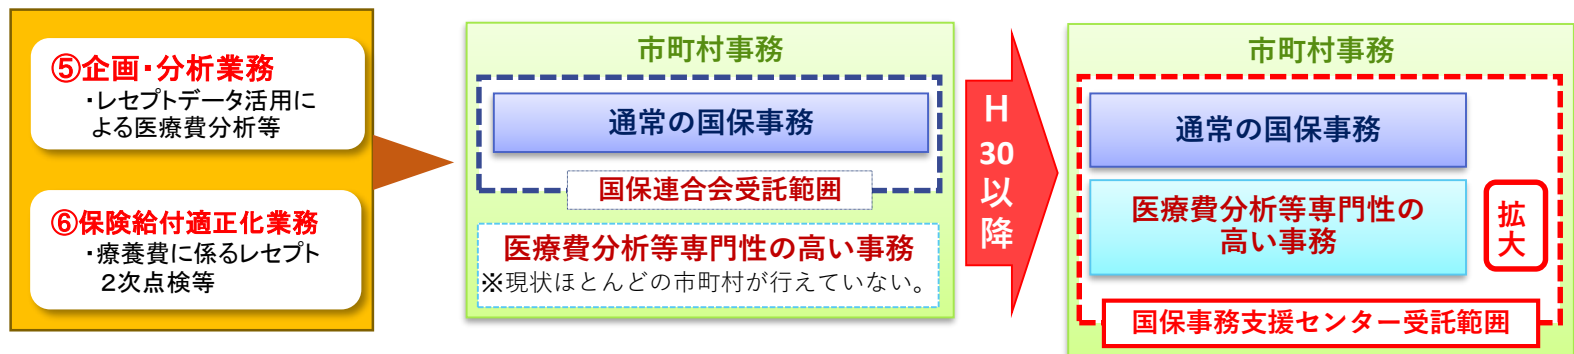 ⑤企画・分析業務
・レセプトデータ活用に
よる医療費分析等
⑥保険給付適正化業務
・療養費に係るレセプト
２次点検等
市町村事務
通常の国保事務
国保連合会受託範囲
医療費分析等専門性の高い事務
※現状ほとんどの市町村が行えていない。
H
30
以
降
市町村事務
通常の国保事務
医療費分析等専門性の
高い事務
拡
大
国保事務支援センター受託範囲